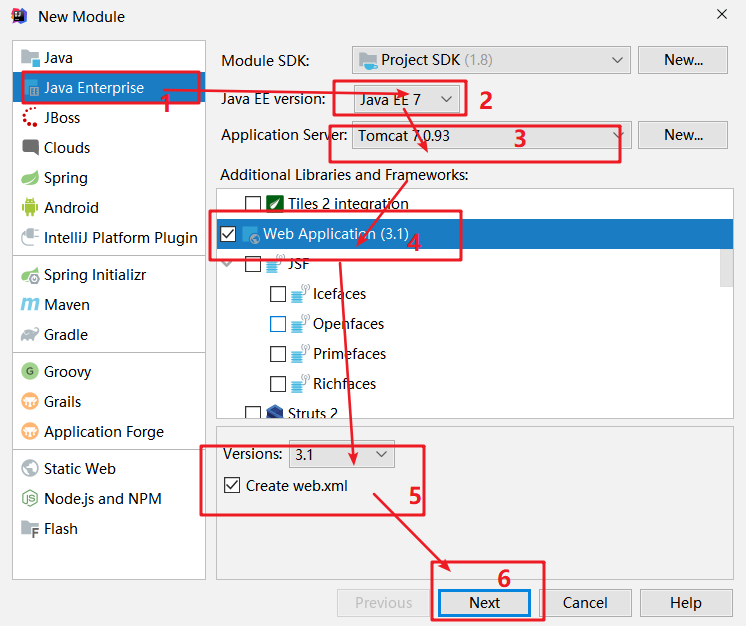 New Module
Java
Java Enterprise
JBoss
Clouds
Spring
Android
IntelliJ Platform Plugin
Spring Initializr
Maven
Gradle
Groovy
Grails
Application Forge
Static Web
Node.js and NPM
Flash
1
Module SDK: Project SDK (1.8) New...
Java EE version: Java EE 7 2
Application Server: Tomcat 7.0.93 3 New...
Additional Libraries and Frameworks:
Tiles 2 integration
Web Application (3.1) 4
JSF
Icefaces
Openfaces
Primefaces
Richfaces
Struts 2
Versions: 3.1
Create web.xml 5
6
Previous Next Cancel Help